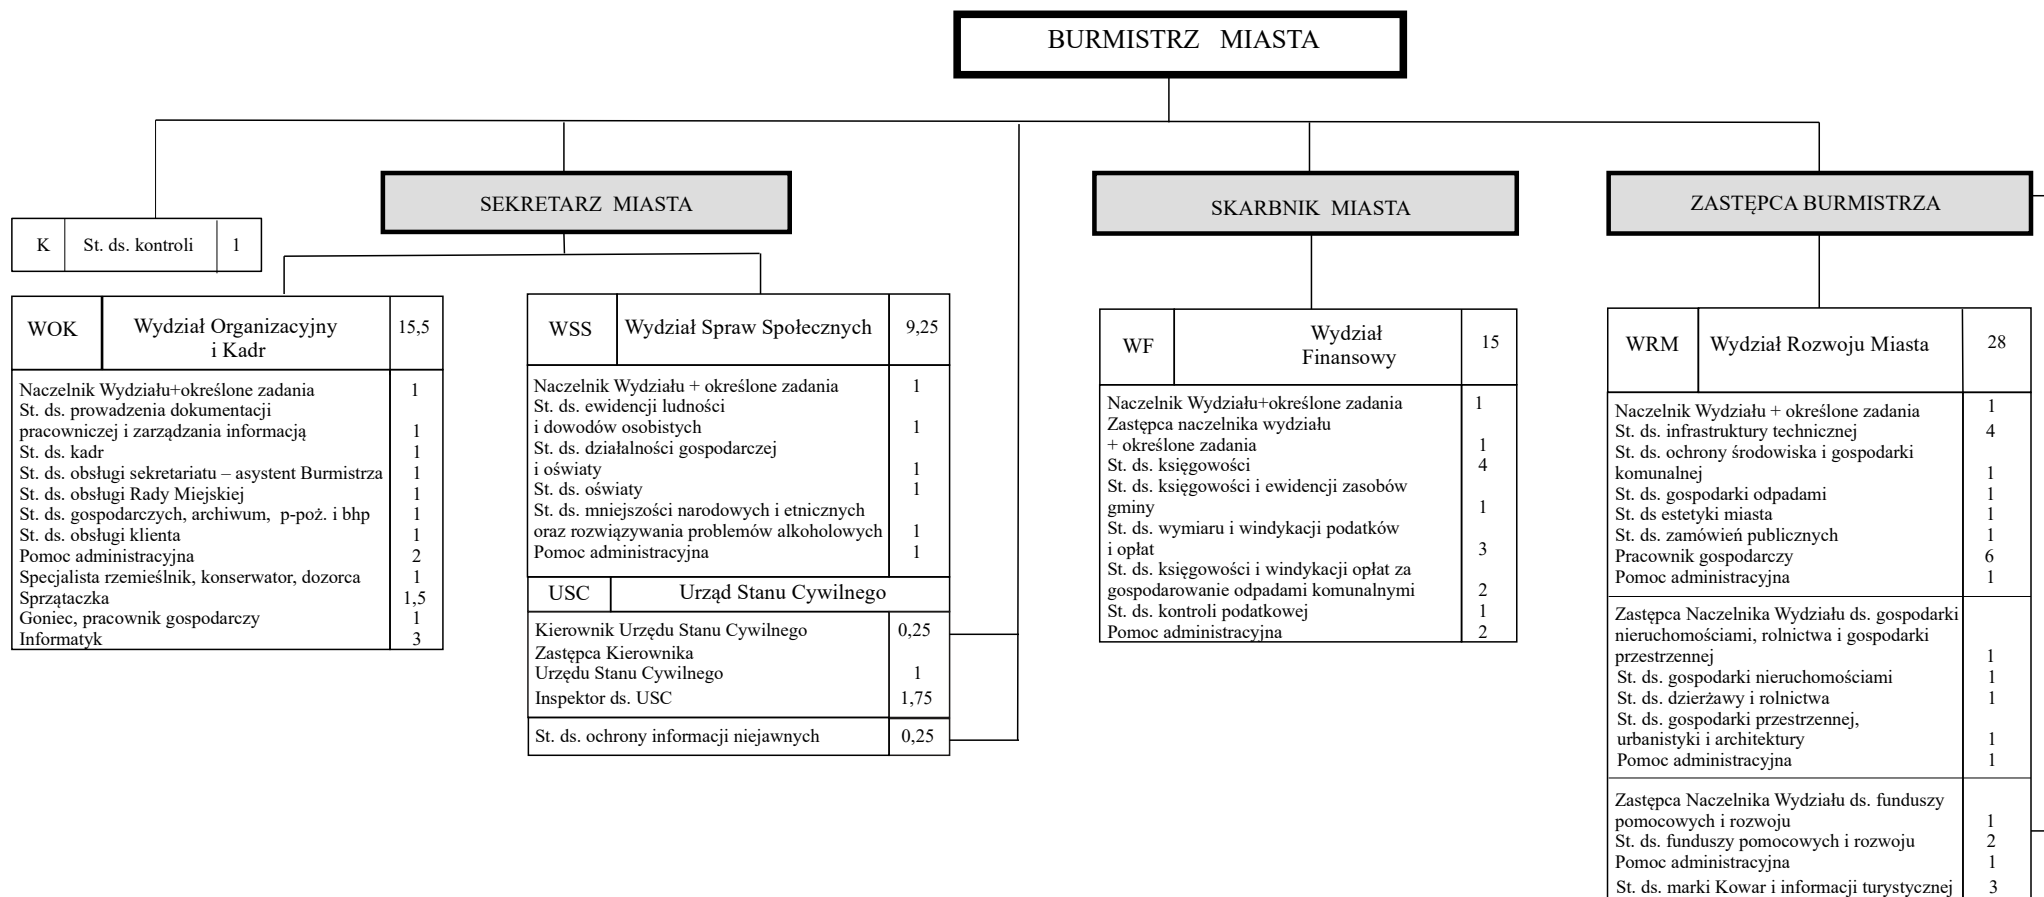 BURMISTRZ MIASTA
SEKRETARZ MIASTA
SKARBNIK MIASTA
ZASTĘPCA BURMISTRZA
K St. ds. kontroli 1
WOK Wydział Organizacyjny 15,5
i Kadr
Naczelnik Wydziału+określone zadania 1
St. ds. prowadzenia dokumentacji
pracowniczej i zarządzania informacją 1
St. ds. kadr 1
St. ds. obsługi sekretariatu – asystent Burmistrza 1
St. ds. obsługi Rady Miejskiej 1
St. ds. gospodarczych, archiwum, p-poż. i bhp 1
St. ds. obsługi klienta 1
Pomoc administracyjna 2
Specjalista rzemieślnik, konserwator, dozorca 1
Sprzątaczka 1,5
Goniec, pracownik gospodarczy 1
Informatyk 3
WSS Wydział Spraw Społecznych 9,25
Naczelnik Wydziału + określone zadania 1
St. ds. ewidencji ludności
i dowodów osobistych 1
St. ds. działalności gospodarczej
i oświaty 1
St. ds. oświaty 1
St. ds. mniejszości narodowych i etnicznych
oraz rozwiązywania problemów alkoholowych 1
Pomoc administracyjna 1
USC Urząd Stanu Cywilnego
Kierownik Urzędu Stanu Cywilnego 0,25
Zastępca Kierownika
Urzędu Stanu Cywilnego 1
Inspektor ds. USC 1,75
St. ds. ochrony informacji niejawnych 0,25
WF Wydział 15
Finansowy
Naczelnik Wydziału+określone zadania 1
Zastępca naczelnika wydziału
+ określone zadania 1
St. ds. księgowości 4
St. ds. księgowości i ewidencji zasobów
gminy 1
St. ds. wymiaru i windykacji podatków
i opłat 3
St. ds. księgowości i windykacji opłat za
gospodarowanie odpadami komunalnymi 2
St. ds. kontroli podatkowej 1
Pomoc administracyjna 2
WRM Wydział Rozwoju Miasta 28
Naczelnik Wydziału + określone zadania 1
St. ds. infrastruktury technicznej 4
St. ds. ochrony środowiska i gospodarki
komunalnej 1
St. ds. gospodarki odpadami 1
St. ds estetyki miasta 1
St. ds. zamówień publicznych 1
Pracownik gospodarczy 6
Pomoc administracyjna 1
Zastępca Naczelnika Wydziału ds. gospodarki
nieruchomościami, rolnictwa i gospodarki
przestrzennej 1
St. ds. gospodarki nieruchomościami 1
St. ds. dzierżawy i rolnictwa 1
St. ds. gospodarki przestrzennej,
urbanistyki i architektury 1
Pomoc administracyjna 1
Zastępca Naczelnika Wydziału ds. funduszy
pomocowych i rozwoju 1
St. ds. funduszy pomocowych i rozwoju 2
Pomoc administracyjna 1
St. ds. marki Kowar i informacji turystycznej 3